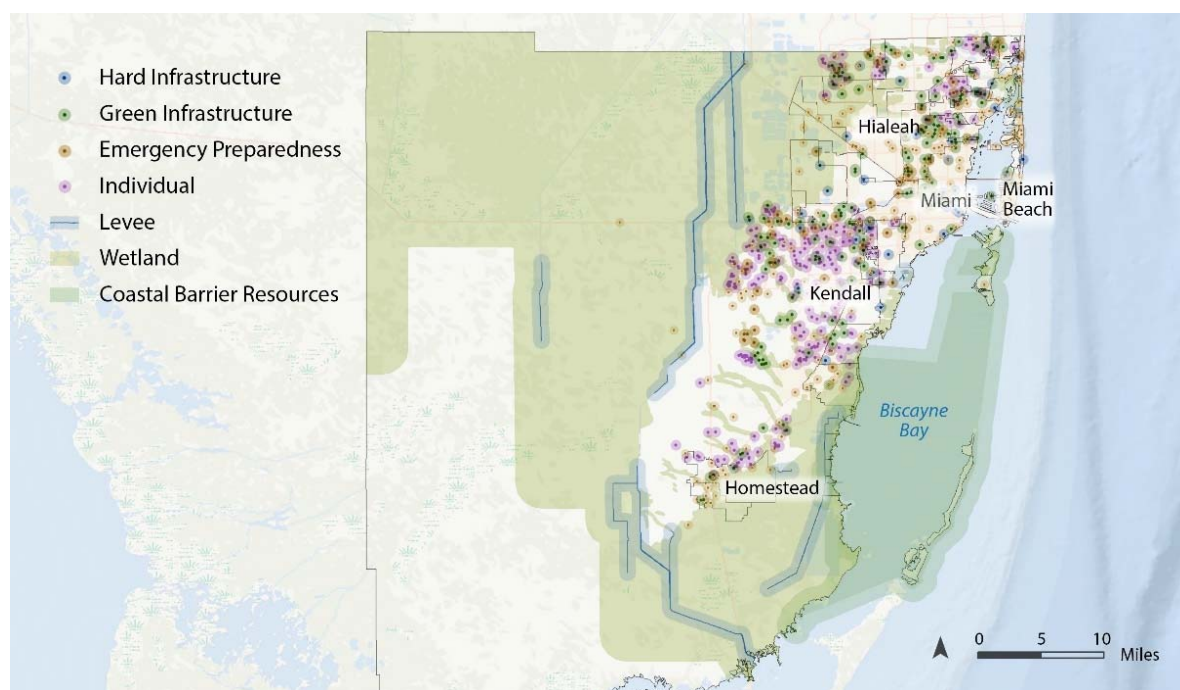 Hard Infrastructure
Green Infrastructure
Emergency Preparedness
Individual
Levee
Wetland
Coastal Barrier Resources
Hialeah
Miami
Miami
Beach
Kendall
Biscayne
Bay
Homestead
0 5 10
Miles